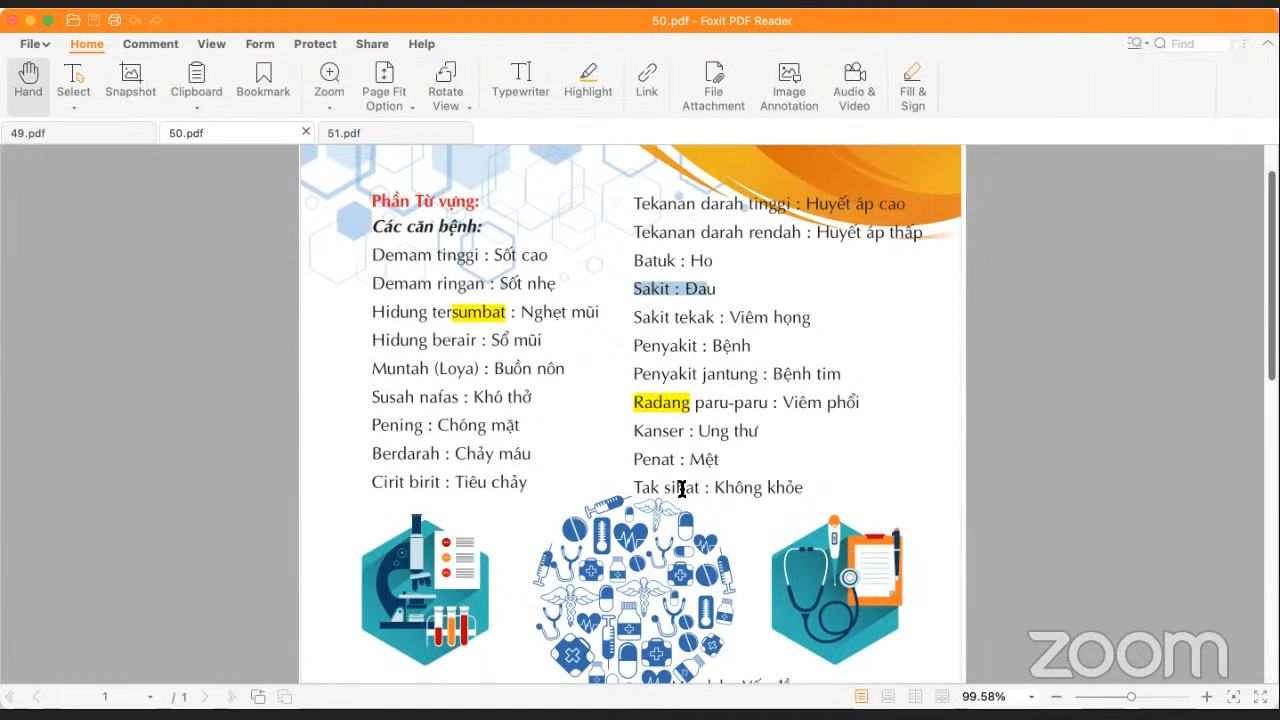 50.pdf - Foxit PDF Reader
File Home Comment View Form Protect Share Help Find
Hand Select Snapshot Clipboard Bookmark Zoom Page Fit Option Rotate View Typewriter Highlight Link File Attachment Image Annotation Audio & Video Fill & Sign
49.pdf 50.pdf 51.pdf
Phần Từ vựng:
Các căn bệnh:
Demam tinggi : Sốt cao
Demam ringan : Sốt nhẹ
Hidung tersumbat : Nghẹt mũi
Hidung berair : Sổ mũi
Muntah (Loya) : Buồn nôn
Susah nafas : Khó thở
Pening : Chóng mặt
Berdarah : Chảy máu
Cirit birit : Tiêu chảy
Tekanan darah tinggi : Huyết áp cao
Tekanan darah rendah : Huyết áp thấp
Batuk : Ho
Sakit : Đau
Sakit tekak : Viêm họng
Penyakit : Bệnh
Penyakit jantung : Bệnh tim
Radang paru-paru : Viêm phổi
Kanser : Ung thư
Penat : Mệt
Tak sihat : Không khỏe
zoom
1 / 1 99.58%